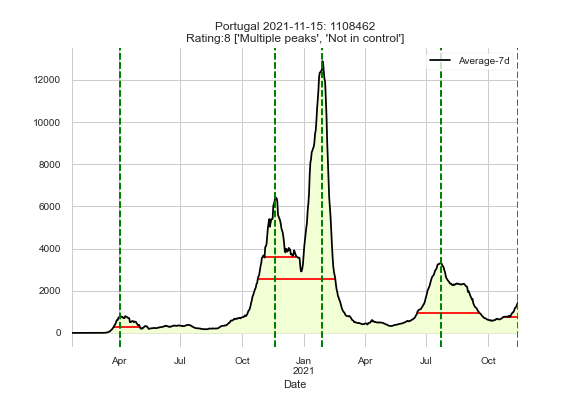 Portugal 2021-11-15: 1108462
Rating:8 ['Multiple peaks', 'Not in control']
Average-7d
12000
10000
8000
6000
4000
2000
0
Apr Jul Oct Jan Apr Jul Oct
2021
Date